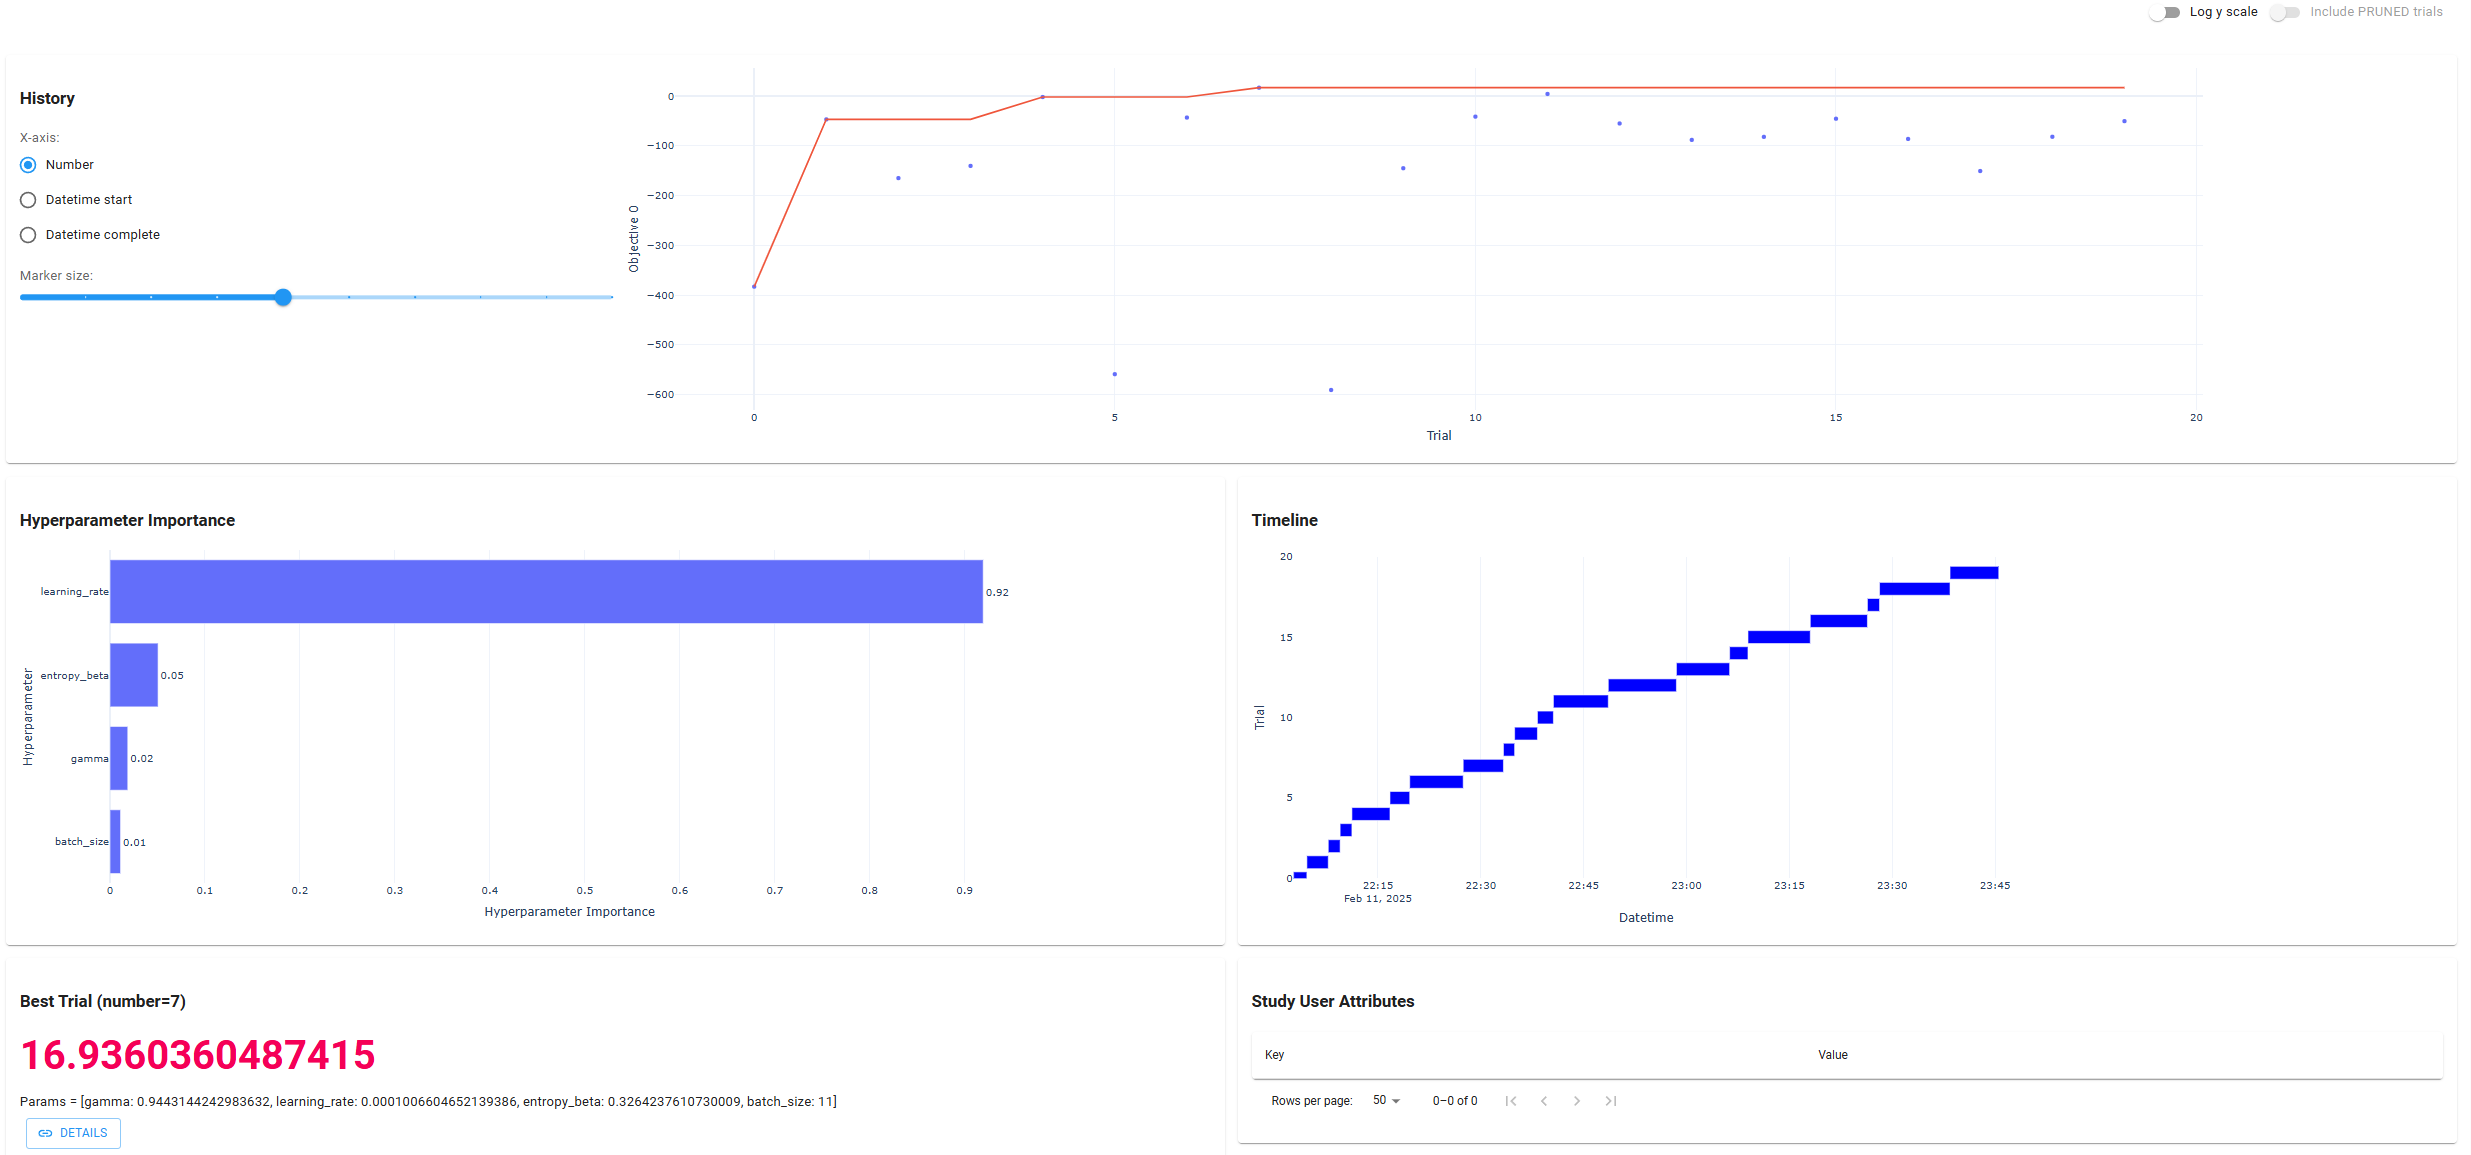 Log y scale Include PRUNED trials
History
X-axis:
Number
Datetime start
Datetime complete
Marker size:
Objective 0
0
−100
−200
−300
−400
−500
−600
0 5 10 15 20
Trial
Hyperparameter Importance
Hyperparameter
learning_rate 0.92
entropy_beta 0.05
gamma 0.02
batch_size 0.01
0 0.1 0.2 0.3 0.4 0.5 0.6 0.7 0.8 0.9
Hyperparameter Importance
Timeline
Trial
20
15
10
5
0
22:15 22:30 22:45 23:00 23:15 23:30 23:45
Feb 11, 2025
Datetime
Best Trial (number=7)
16.9360360487415
Params = [gamma: 0.9443144242983632, learning_rate: 0.0001006604652139386, entropy_beta: 0.3264237610730009, batch_size: 11]
DETAILS
Study User Attributes
Key Value
Rows per page: 50 0–0 of 0